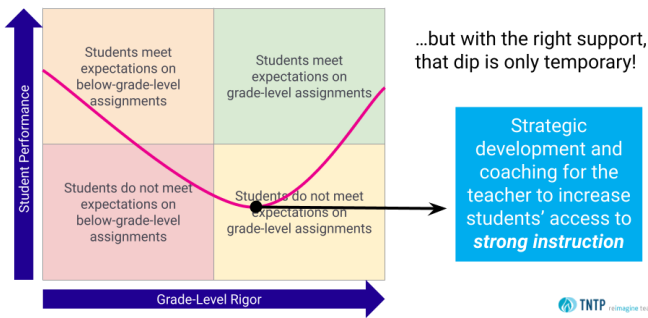 Student Performance
Students meet
expectations on
below-grade-level
assignments
Students meet
expectations on
grade-level assignments
Students do not meet
expectations on
below-grade-level
assignments
Students do not meet
expectations on
grade-level assignments
Grade-Level Rigor
…but with the right support,
that dip is only temporary!
Strategic
development and
coaching for the
teacher to increase
students’ access to
strong instruction
TNTP reimagine tea